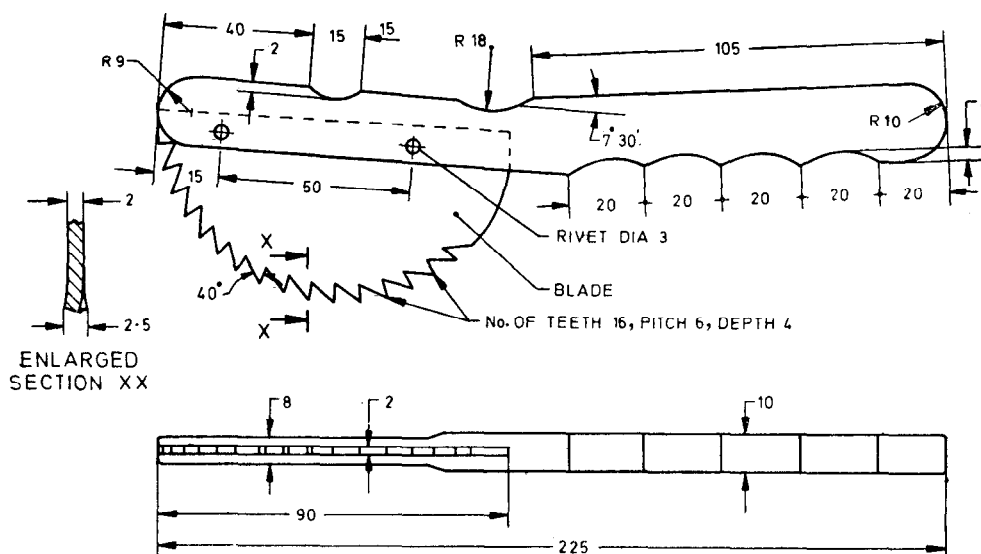 40
15
15
2
R 18
105
R 9
R 10
7° 30'
15
50
20
20
20
20
20
2
RIVET DIA 3
X
BLADE
40°
X
No. OF TEETH 16, PITCH 6, DEPTH 4
2·5
ENLARGED
SECTION XX
8
2
10
90
225